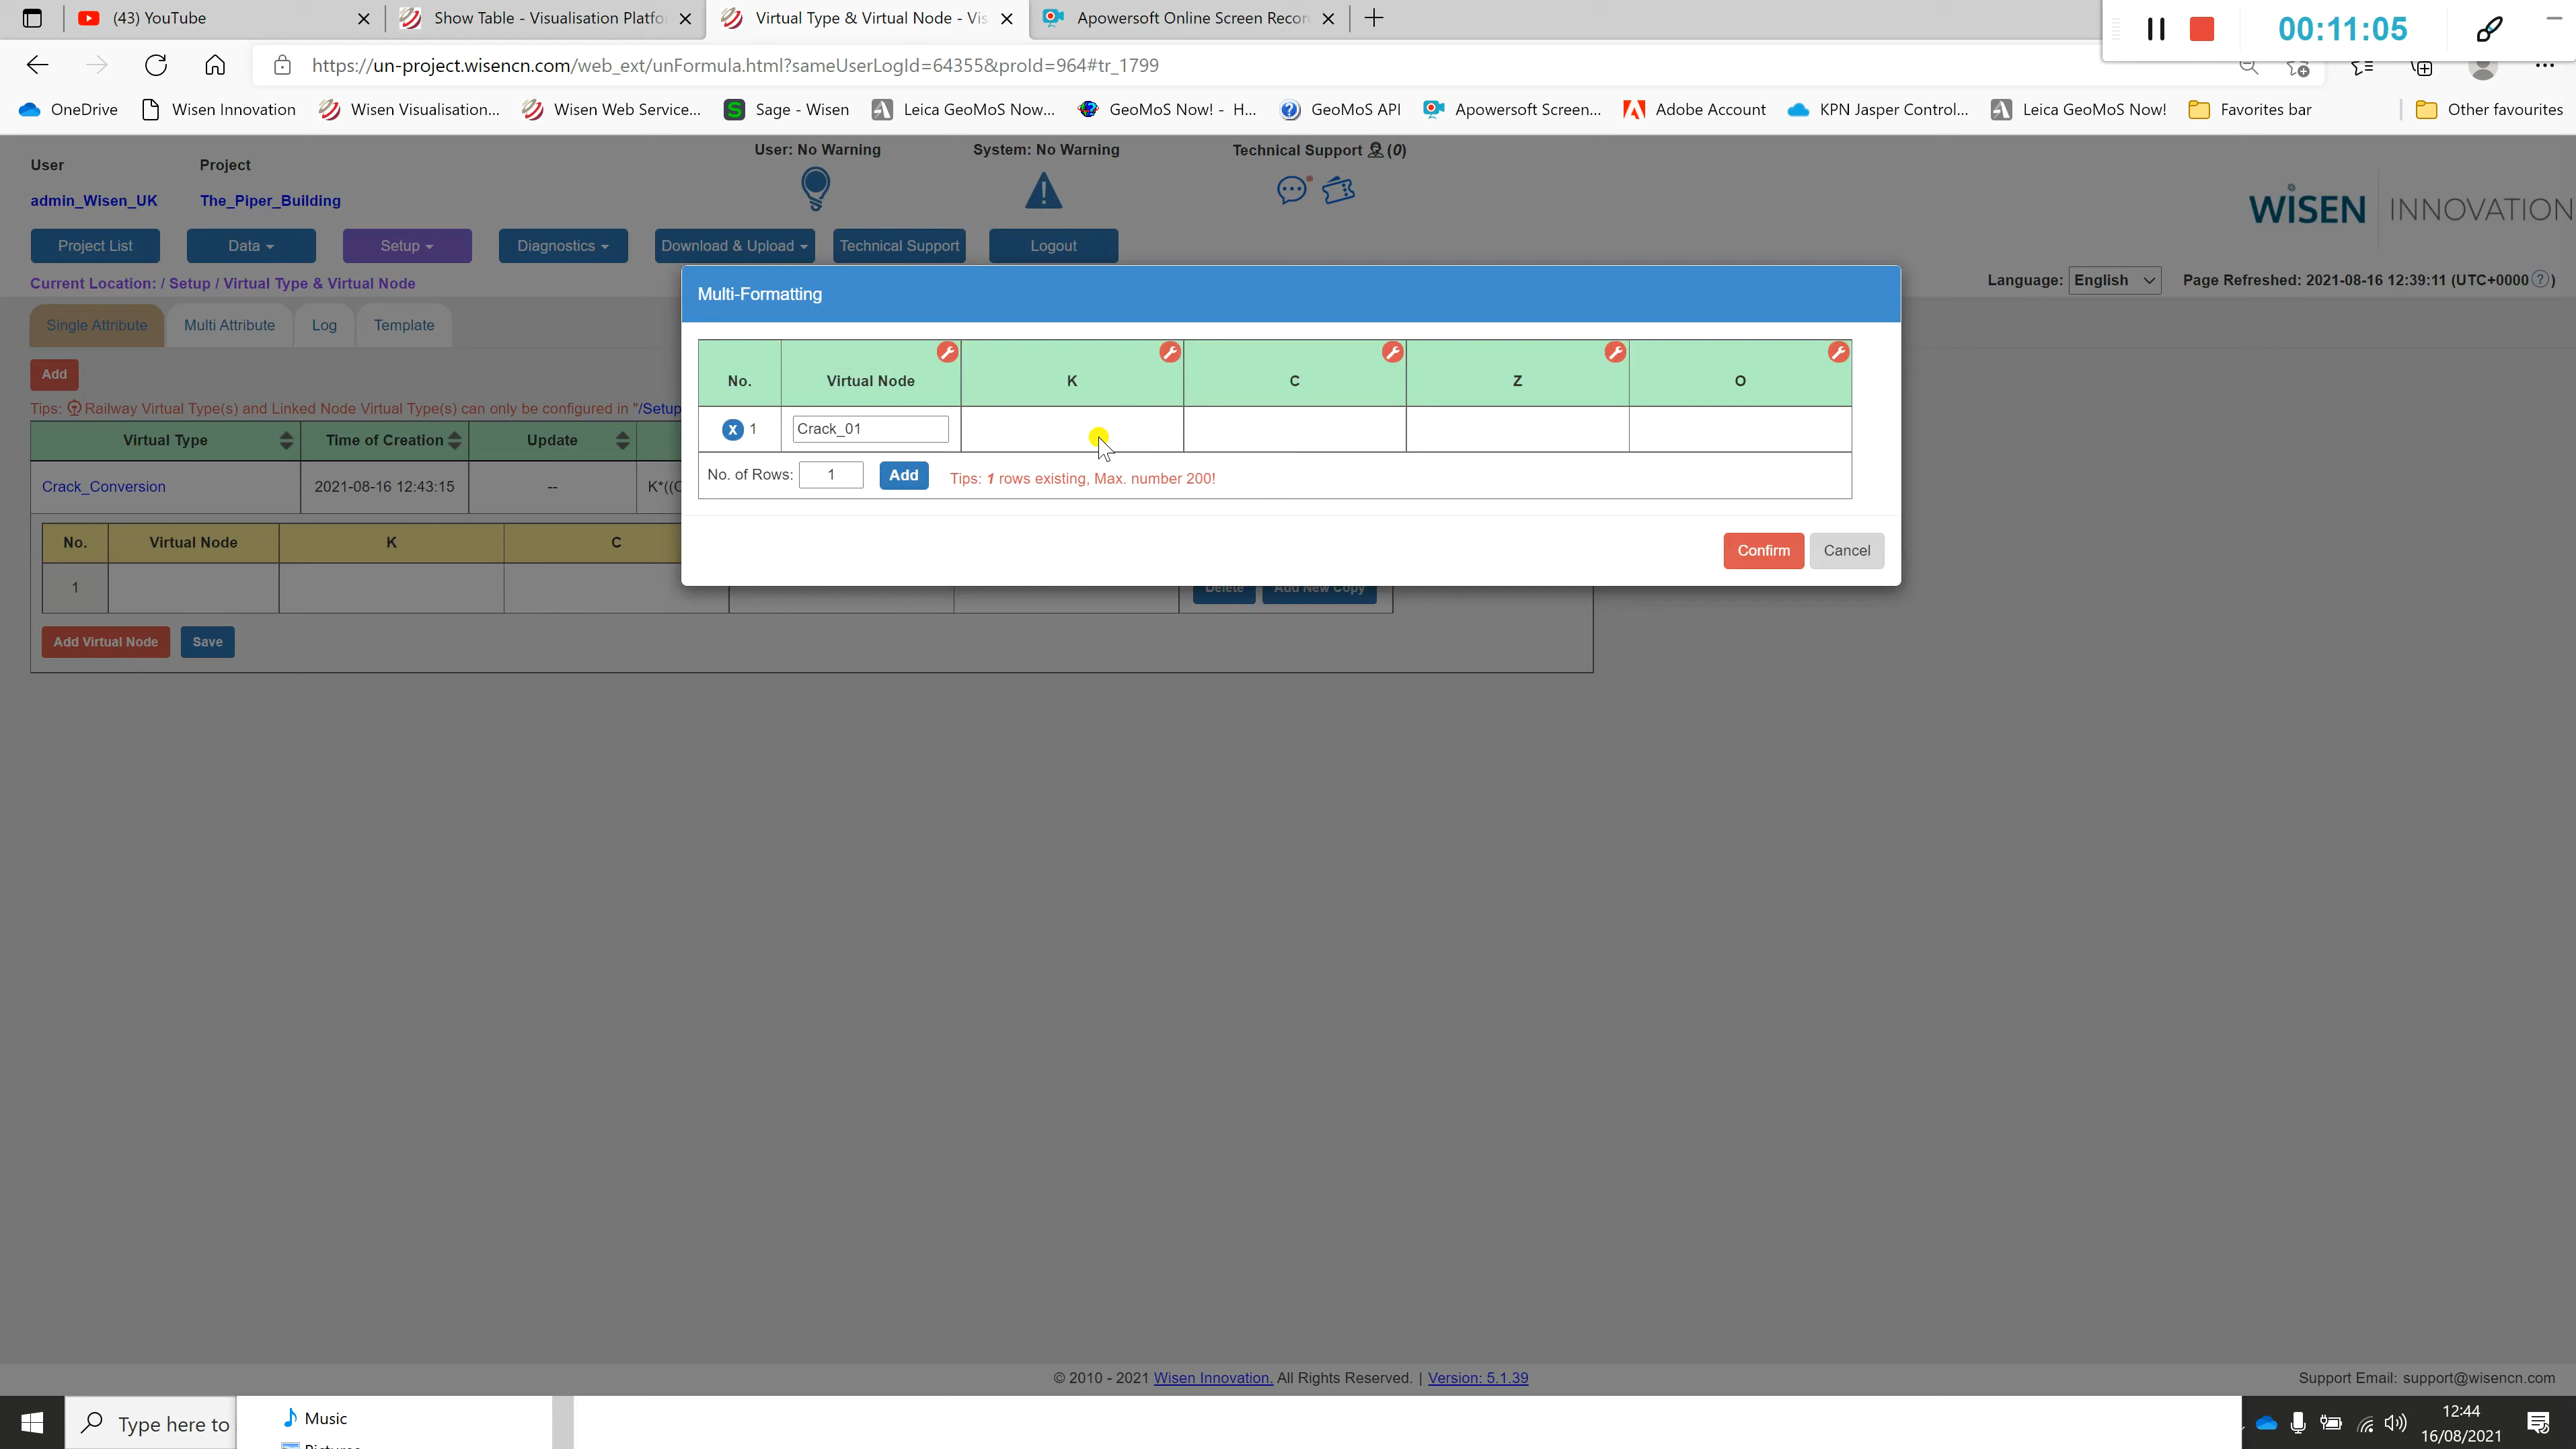 (43) YouTube
Show Table - Visualisation Platfo
Virtual Type & Virtual Node - Vis
Apowersoft Online Screen Recor
00:11:05
https://un-project.wisencn.com/web_ext/unFormula.html?sameUserLogId=64355&proId=964#tr_1799
OneDrive
Wisen Innovation
Wisen Visualisation...
Wisen Web Service...
Sage - Wisen
Leica GeoMoS Now...
GeoMoS Now! - H...
GeoMoS API
Apowersoft Screen...
Adobe Account
KPN Jasper Control...
Leica GeoMoS Now!
Favorites bar
Other favourites
User
Project
User: No Warning
System: No Warning
Technical Support (0)
admin_Wisen_UK
The_Piper_Building
WiSEN INNOVATION
Project List
Data
Setup
Diagnostics
Download & Upload
Technical Support
Logout
Current Location: / Setup / Virtual Type & Virtual Node
Language: English
Page Refreshed: 2021-08-16 12:39:11 (UTC+0000 ? )
Single Attribute
Multi Attribute
Log
Template
Add
Tips: Railway Virtual Type(s) and Linked Node Virtual Type(s) can only be configured in "/Setup
Virtual Type
Time of Creation
Update
Crack_Conversion
2021-08-16 12:43:15
--
K*((C
No.
Virtual Node
K
C
1
Delete
Add New Copy
Add Virtual Node
Save
Multi-Formatting
No.
Virtual Node
K
C
Z
O
X 1
Crack_01
No. of Rows: 1
Add
Tips: 1 rows existing, Max. number 200!
Confirm
Cancel
© 2010 - 2021 Wisen Innovation. All Rights Reserved. | Version: 5.1.39
Support Email: support@wisencn.com
Type here to
Music
Pictures
12:44
16/08/2021